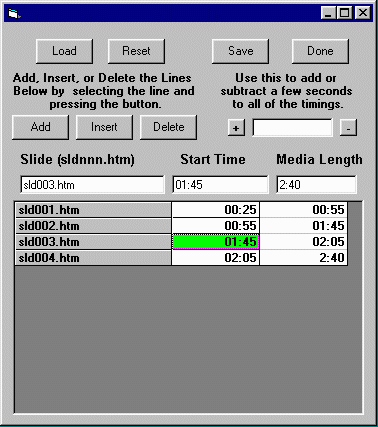 Load Reset Save Done
Add, Insert, or Delete the Lines
Below by selecting the line and
pressing the button.
Use this to add or
subtract a few seconds
to all of the timings.
Add Insert Delete + -
Slide (sldnnn.htm) Start Time Media Length
sld003.htm 01:45 2:40
sld001.htm 00:25 00:55
sld002.htm 00:55 01:45
sld003.htm 01:45 02:05
sld004.htm 02:05 2:40